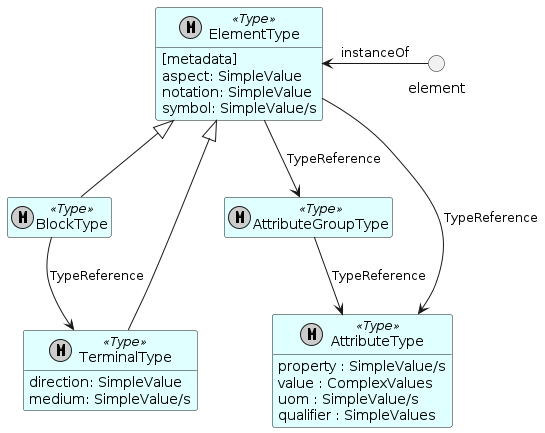 M «Type»
ElementType
[metadata]
aspect: SimpleValue
notation: SimpleValue
symbol: SimpleValue/s
instanceOf
element
TypeReference
M «Type»
BlockType
M «Type»
AttributeGroupType
TypeReference
TypeReference
TypeReference
M «Type»
TerminalType
direction: SimpleValue
medium: SimpleValue/s
M «Type»
AttributeType
property : SimpleValue/s
value : ComplexValues
uom : SimpleValue/s
qualifier : SimpleValues